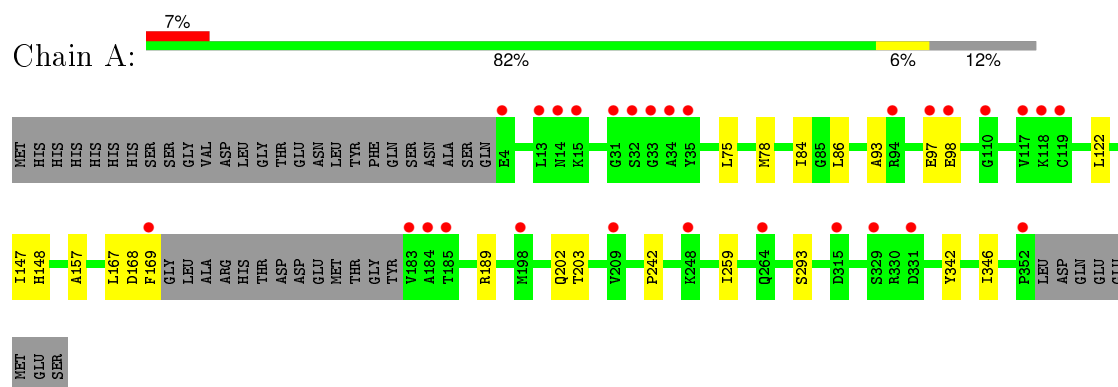 7%
Chain A:
82% 6% 12%
MET HIS HIS HIS HIS HIS HIS SER SER GLY VAL ASP LEU GLY THR GLU ASN LEU TYR PHE GLN SER ASN ALA SER GLN E4 L13 N14 K15 G31 S32 G33 A34 Y35 L75 M78 I84 G85 L86 A93 R94 E97 E98 G110 V117 K118 C119 L122
I147 H148 A157 L167 D168 F169 GLY LEU ALA ARG HIS THR ASP ASP GLU MET THR GLY TYR V183 A184 T185 R189 M198 Q202 T203 V209 P242 K248 I259 Q264 S293 D315 S329 R330 D331 Y342 I346 P352 LEU ASP GLN GLU GLU
MET GLU SER